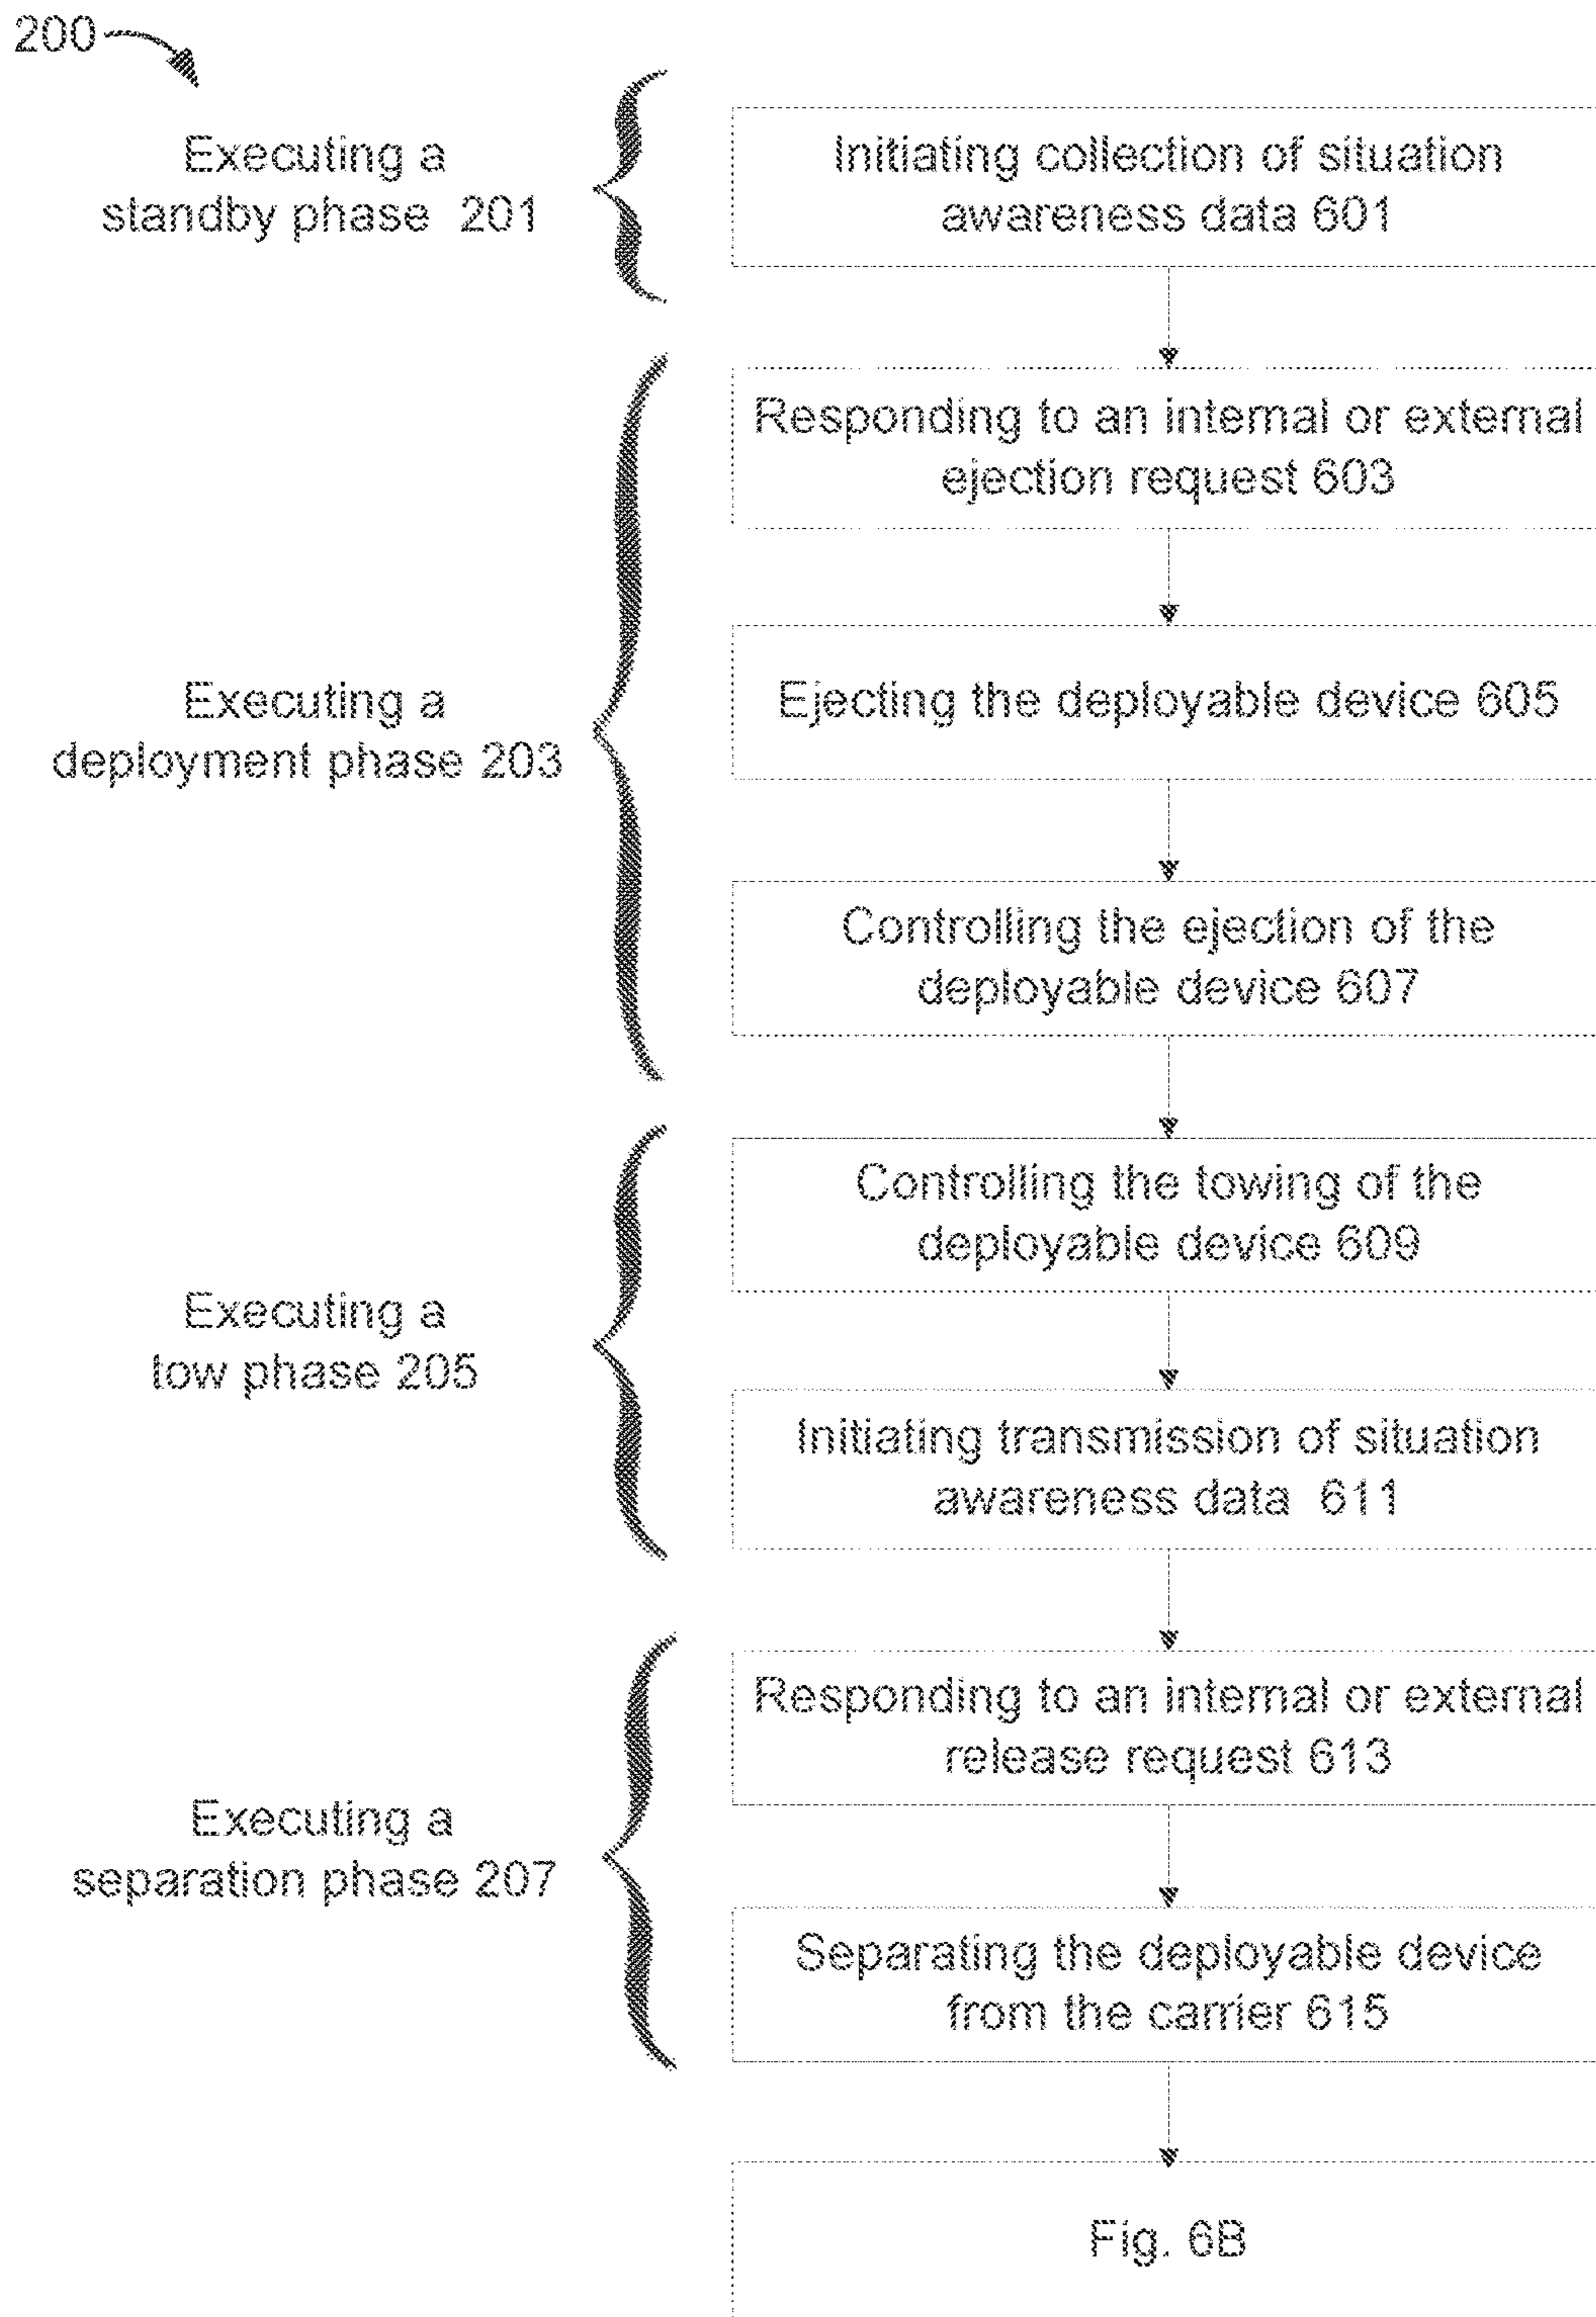 200
Executing a
standby phase 201
Initiating collection of situation
awareness data 601
Responding to an internal or external
ejection request 603
Executing a
deployment phase 203
Ejecting the deployable device 605
Controlling the ejection of the
deployable device 607
Controlling the towing of the
deployable device 609
Executing a
tow phase 205
Initiating transmission of situation
awareness data 611
Responding to an internal or external
release request 613
Executing a
separation phase 207
Separating the deployable device
from the carrier 615
Fig. 6B